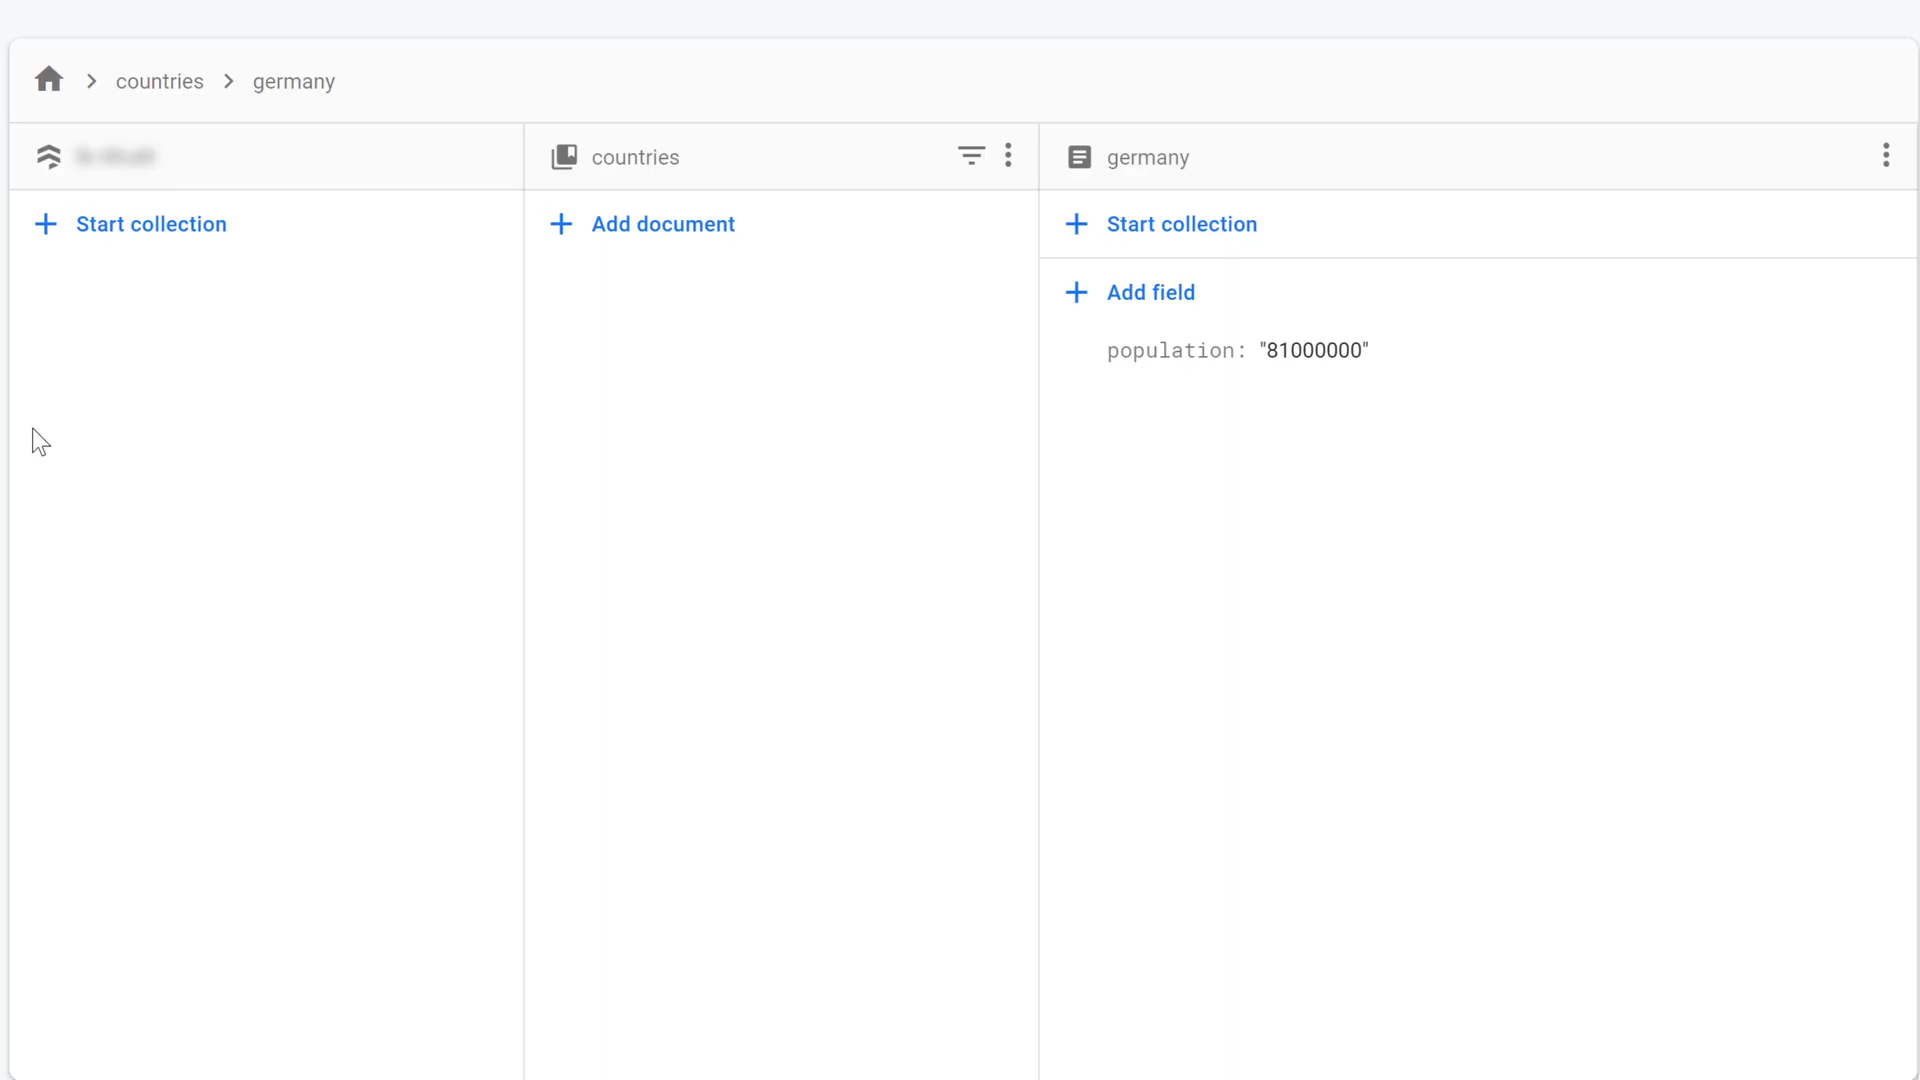 countries
germany
countries
germany
Start collection
Add document
Start collection
Add field
population: "81000000"